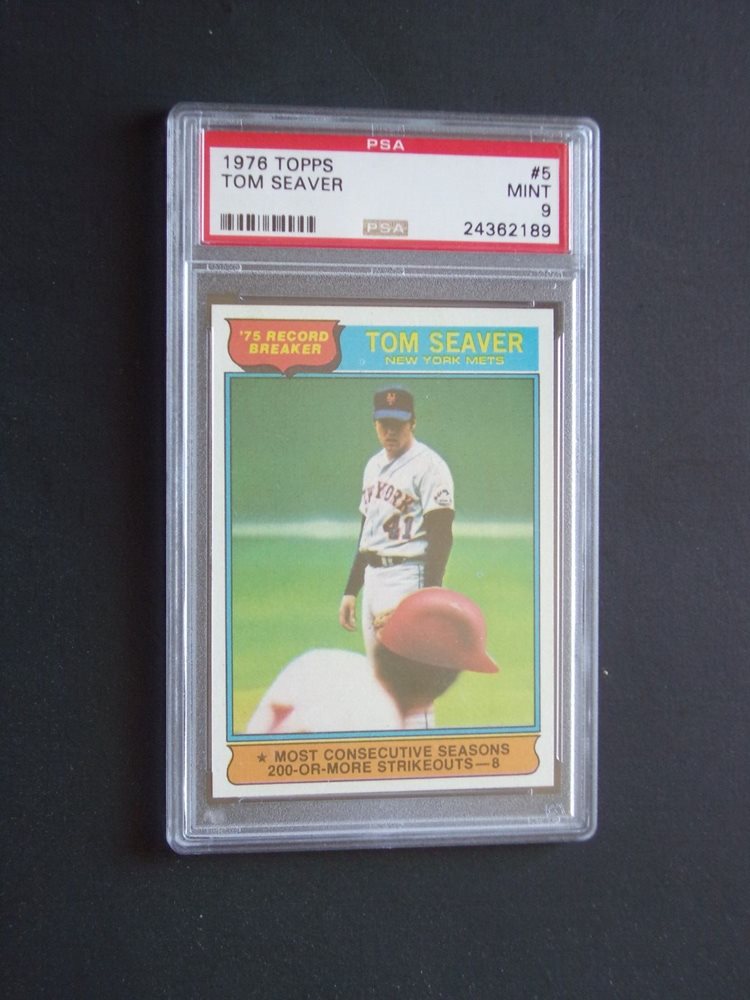 PSA
1976 TOPPS #5
TOM SEAVER MINT
9
PSA 24362189
'75 RECORD
BREAKER
TOM SEAVER
NEW YORK METS
NY
NEW YORK
41
★ MOST CONSECUTIVE SEASONS
200-OR-MORE STRIKEOUTS—8